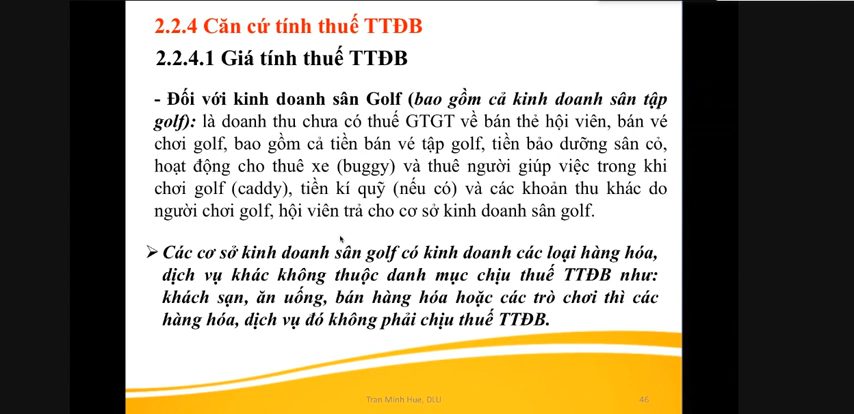 2.2.4 Căn cứ tính thuế TTĐB
2.2.4.1 Giá tính thuế TTĐB
- Đối với kinh doanh sân Golf (bao gồm cả kinh doanh sân tập
golf): là doanh thu chưa có thuế GTGT về bán thẻ hội viên, bán vé
chơi golf, bao gồm cả tiền bán vé tập golf, tiền bảo dưỡng sân cỏ,
hoạt động cho thuê xe (buggy) và thuê người giúp việc trong khi
chơi golf (caddy), tiền kí quỹ (nếu có) và các khoản thu khác do
người chơi golf, hội viên trả cho cơ sở kinh doanh sân golf.
➢ Các cơ sở kinh doanh sân golf có kinh doanh các loại hàng hóa,
dịch vụ khác không thuộc danh mục chịu thuế TTĐB như:
khách sạn, ăn uống, bán hàng hóa hoặc các trò chơi thì các
hàng hóa, dịch vụ đó không phải chịu thuế TTĐB.
Tran Minh Hue, DLU 46